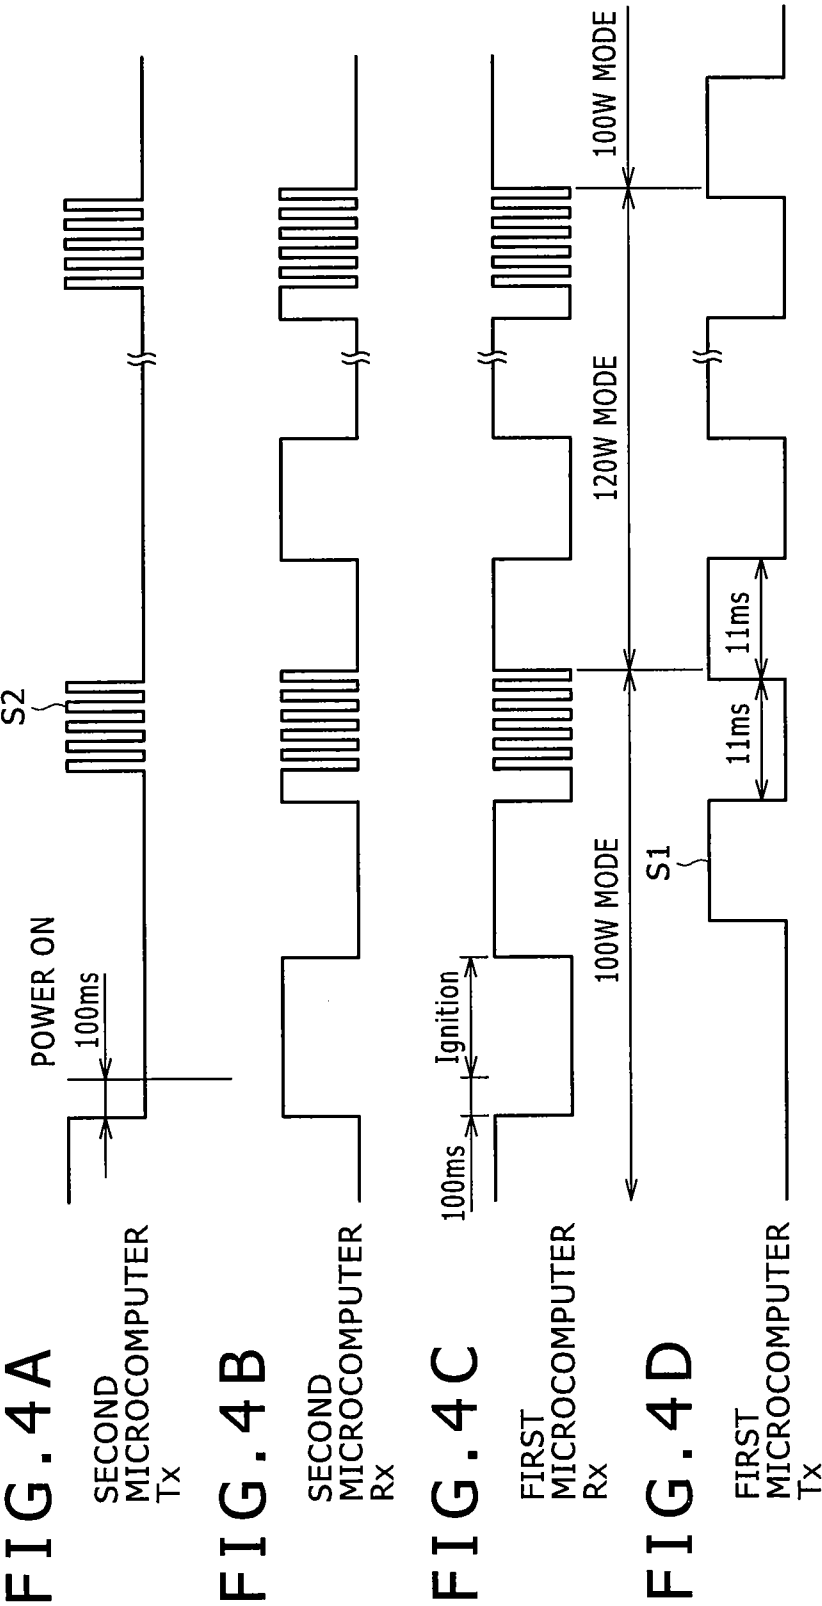 FIG.4A
SECOND
MICROCOMPUTER
Tx
POWER ON
100ms
S2
FIG.4B
SECOND
MICROCOMPUTER
Rx
FIG.4C
FIRST
MICROCOMPUTER
Rx
100ms
Ignition
100W MODE
120W MODE
100W MODE
FIG.4D
FIRST
MICROCOMPUTER
Tx
S1
11ms
11ms